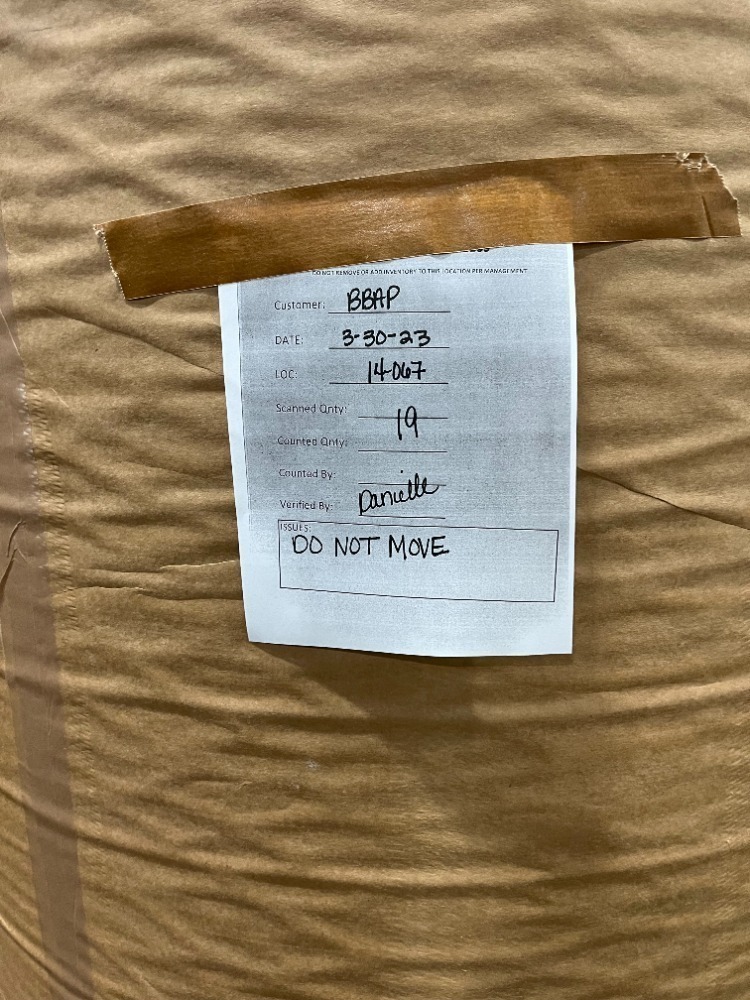 DO NOT REMOVE OR ADD INVENTORY TO THIS LOCATION PER MANAGEMENT
Customer: BBAP
DATE: 3-30-23
LOC: 14-067
Scanned Qnty:
19
Counted Qnty:
Counted By:
Verified By: Danielle
ISSUES:
DO NOT MOVE